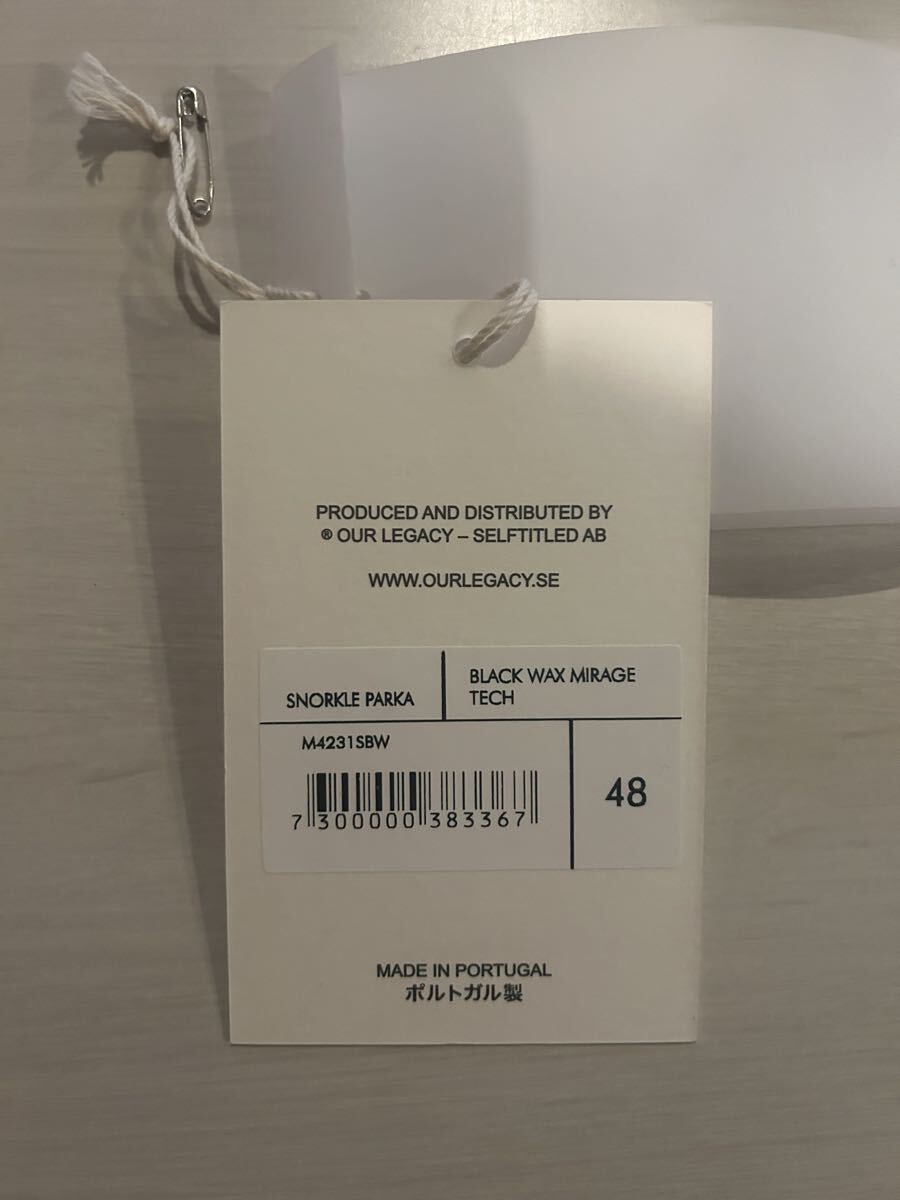 PRODUCED AND DISTRIBUTED BY
® OUR LEGACY – SELFTITLED AB
WWW.OURLEGACY.SE
SNORKLE PARKA
BLACK WAX MIRAGE
TECH
M4231SBW
48
7 300000 383367
MADE IN PORTUGAL
ポルトガル製